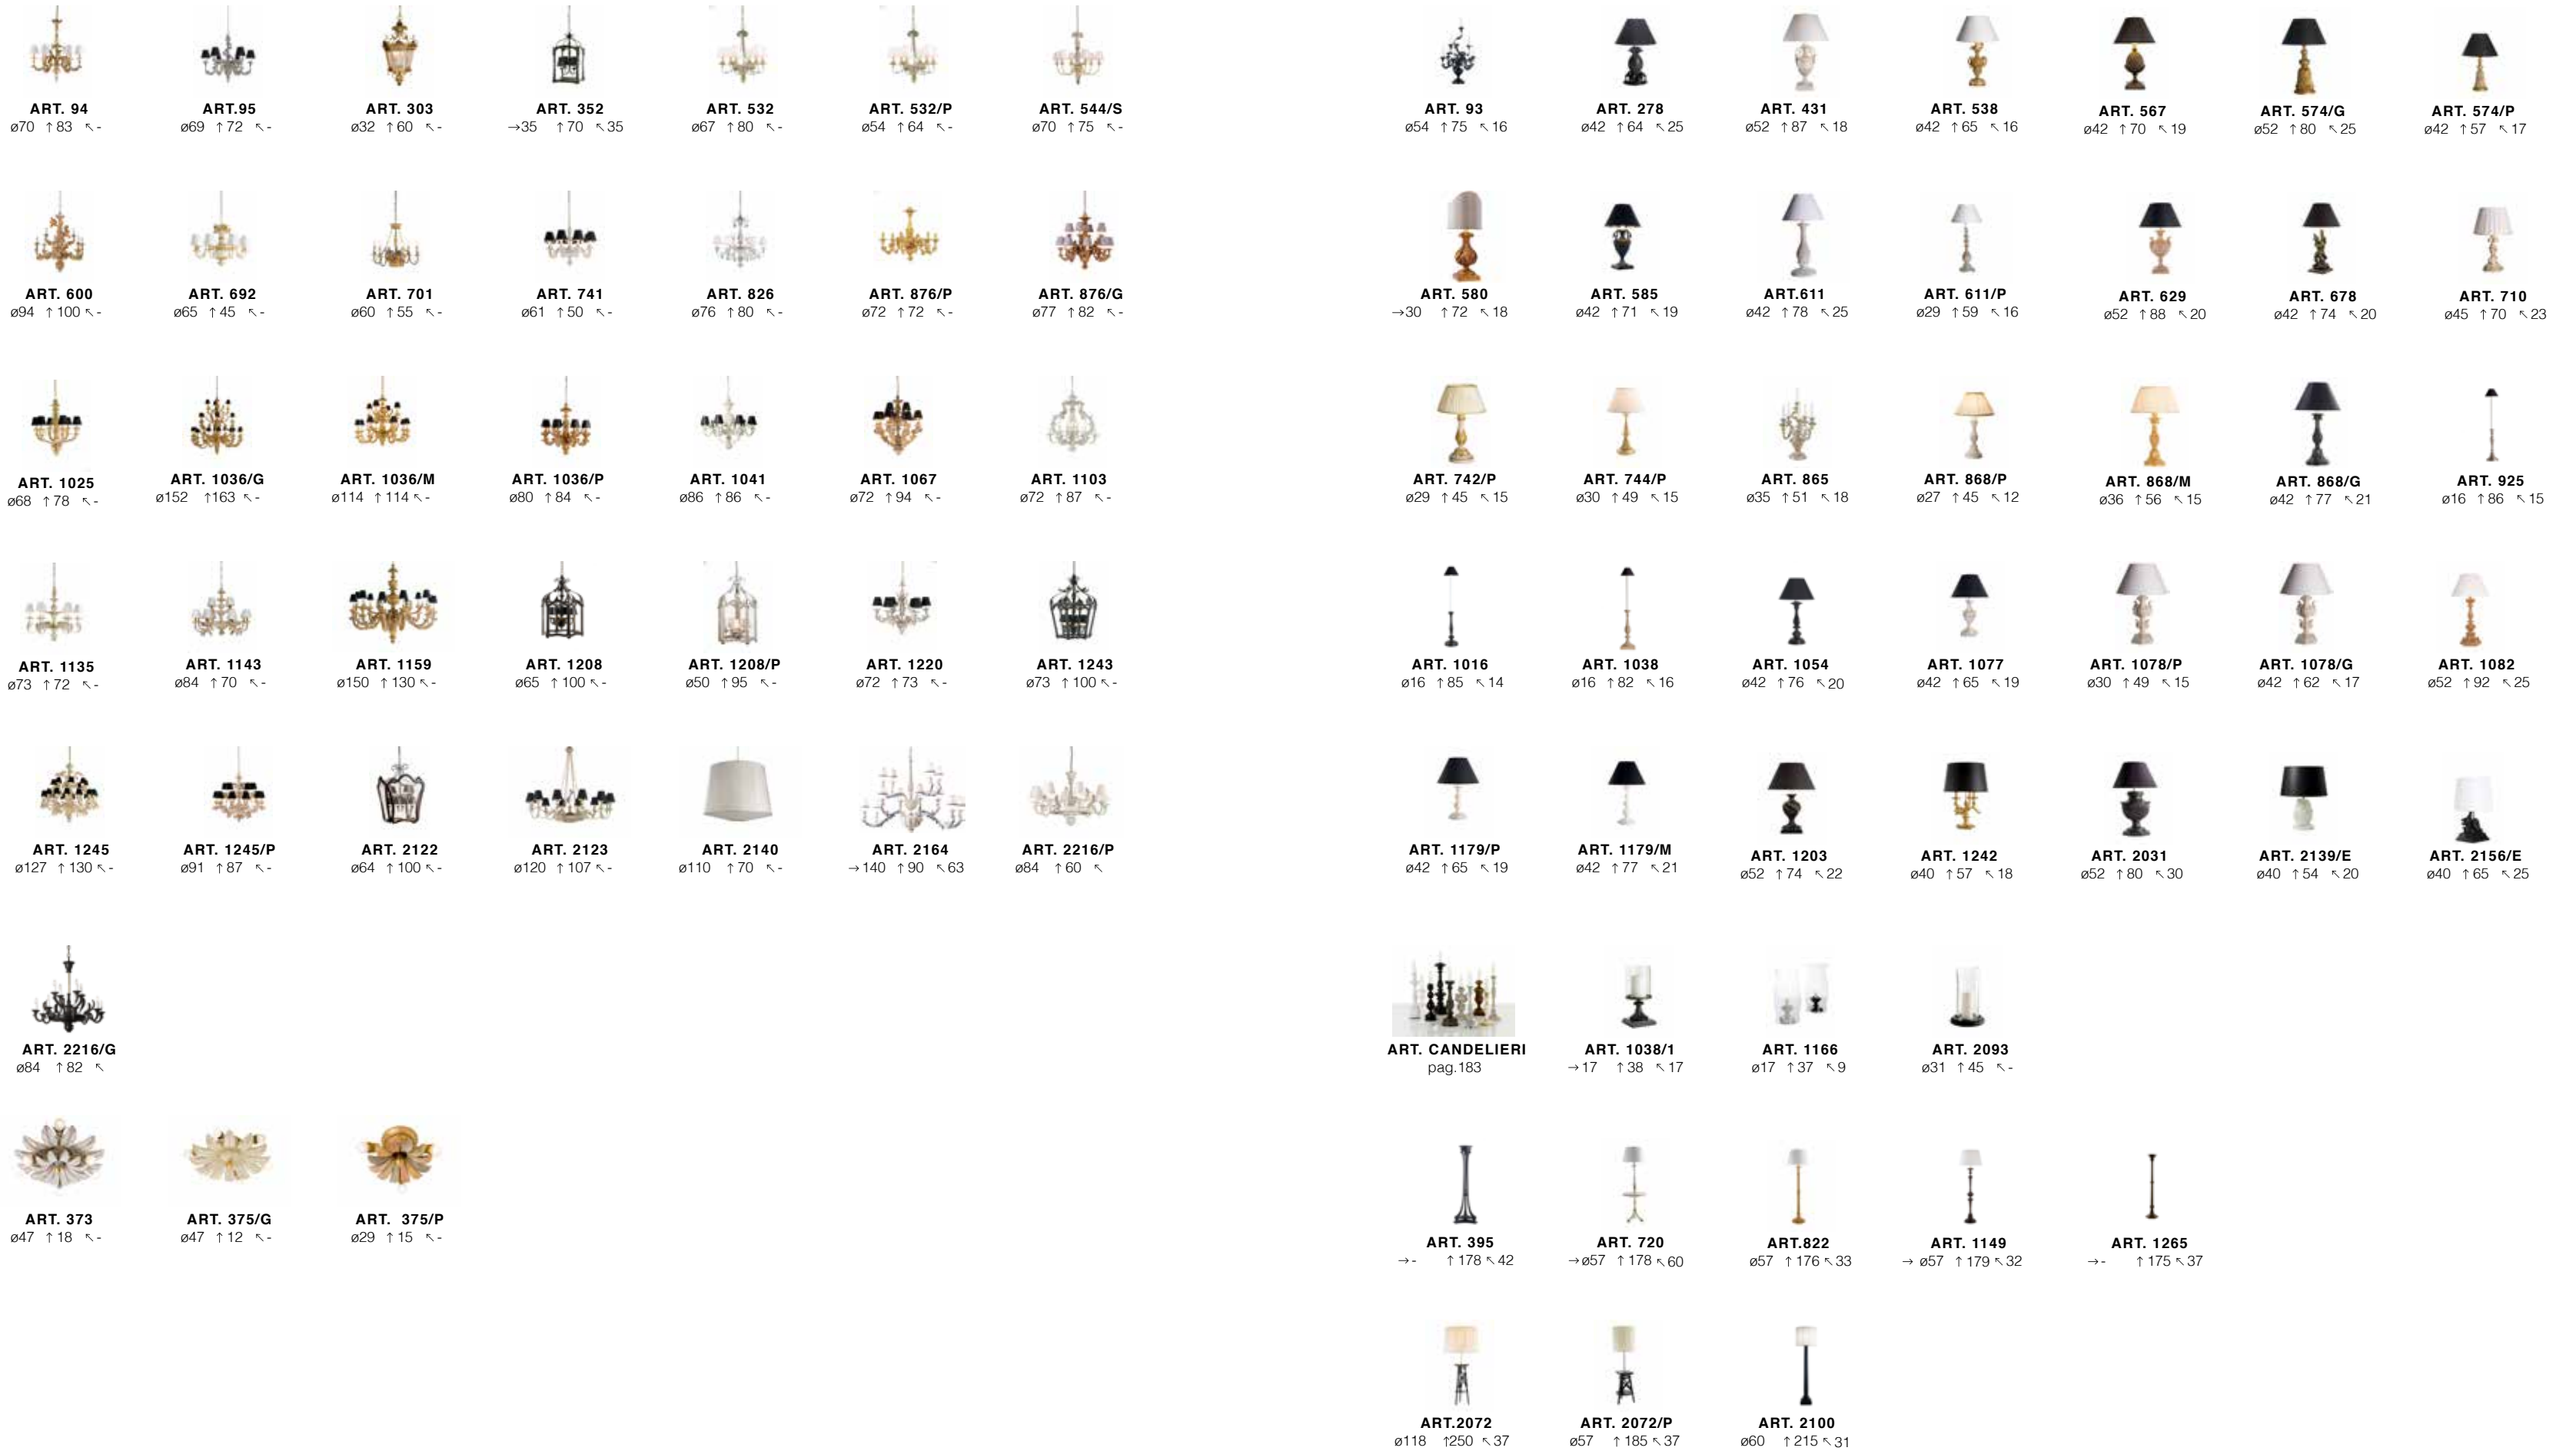 ART. 94
ø70 ↑83 ↖-
ART.95
ø69 ↑72 ↖-
ART. 303
ø32 ↑60 ↖-
ART. 352
→35 ↑70 ↖35
ART. 532
ø67 ↑80 ↖-
ART. 532/P
ø54 ↑64 ↖-
ART. 544/S
ø70 ↑75 ↖-
ART. 600
ø94 ↑100 ↖-
ART. 692
ø65 ↑45 ↖-
ART. 701
ø60 ↑55 ↖-
ART. 741
ø61 ↑50 ↖-
ART. 826
ø76 ↑80 ↖-
ART. 876/P
ø72 ↑72 ↖-
ART. 876/G
ø77 ↑82 ↖-
ART. 1025
ø68 ↑78 ↖-
ART. 1036/G
ø152 ↑163 ↖-
ART. 1036/M
ø114 ↑114 ↖-
ART. 1036/P
ø80 ↑84 ↖-
ART. 1041
ø86 ↑86 ↖-
ART. 1067
ø72 ↑94 ↖-
ART. 1103
ø72 ↑87 ↖-
ART. 1135
ø73 ↑72 ↖-
ART. 1143
ø84 ↑70 ↖-
ART. 1159
ø150 ↑130 ↖-
ART. 1208
ø65 ↑100 ↖-
ART. 1208/P
ø50 ↑95 ↖-
ART. 1220
ø72 ↑73 ↖-
ART. 1243
ø73 ↑100 ↖-
ART. 1245
ø127 ↑130 ↖-
ART. 1245/P
ø91 ↑87 ↖-
ART. 2122
ø64 ↑100 ↖-
ART. 2123
ø120 ↑107 ↖-
ART. 2140
ø110 ↑70 ↖-
ART. 2164
→140 ↑90 ↖63
ART. 2216/P
ø84 ↑60 ↖
ART. 2216/G
ø84 ↑82 ↖
ART. 373
ø47 ↑18 ↖-
ART. 375/G
ø47 ↑12 ↖-
ART. 375/P
ø29 ↑15 ↖-
ART. 93
ø54 ↑75 ↖16
ART. 278
ø42 ↑64 ↖25
ART. 431
ø52 ↑87 ↖18
ART. 538
ø42 ↑65 ↖16
ART. 567
ø42 ↑70 ↖19
ART. 574/G
ø52 ↑80 ↖25
ART. 574/P
ø42 ↑57 ↖17
ART. 580
→30 ↑72 ↖18
ART. 585
ø42 ↑71 ↖19
ART.611
ø42 ↑78 ↖25
ART. 611/P
ø29 ↑59 ↖16
ART. 629
ø52 ↑88 ↖20
ART. 678
ø42 ↑74 ↖20
ART. 710
ø45 ↑70 ↖23
ART. 742/P
ø29 ↑45 ↖15
ART. 744/P
ø30 ↑49 ↖15
ART. 865
ø35 ↑51 ↖18
ART. 868/P
ø27 ↑45 ↖12
ART. 868/M
ø36 ↑56 ↖15
ART. 868/G
ø42 ↑77 ↖21
ART. 925
ø16 ↑86 ↖15
ART. 1016
ø16 ↑85 ↖14
ART. 1038
ø16 ↑82 ↖16
ART. 1054
ø42 ↑76 ↖20
ART. 1077
ø42 ↑65 ↖19
ART. 1078/P
ø30 ↑49 ↖15
ART. 1078/G
ø42 ↑62 ↖17
ART. 1082
ø52 ↑92 ↖25
ART. 1179/P
ø42 ↑65 ↖19
ART. 1179/M
ø42 ↑77 ↖21
ART. 1203
ø52 ↑74 ↖22
ART. 1242
ø40 ↑57 ↖18
ART. 2031
ø52 ↑80 ↖30
ART. 2139/E
ø40 ↑54 ↖20
ART. 2156/E
ø40 ↑65 ↖25
ART. CANDELIERI
pag.183
ART. 1038/1
→17 ↑38 ↖17
ART. 1166
ø17 ↑37 ↖9
ART. 2093
ø31 ↑45 ↖-
ART. 395
→- ↑178 ↖42
ART. 720
→ø57 ↑178 ↖60
ART.822
ø57 ↑176 ↖33
ART. 1149
→ ø57 ↑179 ↖32
ART. 1265
→- ↑175 ↖37
ART.2072
ø118 ↑250 ↖37
ART. 2072/P
ø57 ↑185 ↖37
ART. 2100
ø60 ↑215 ↖31